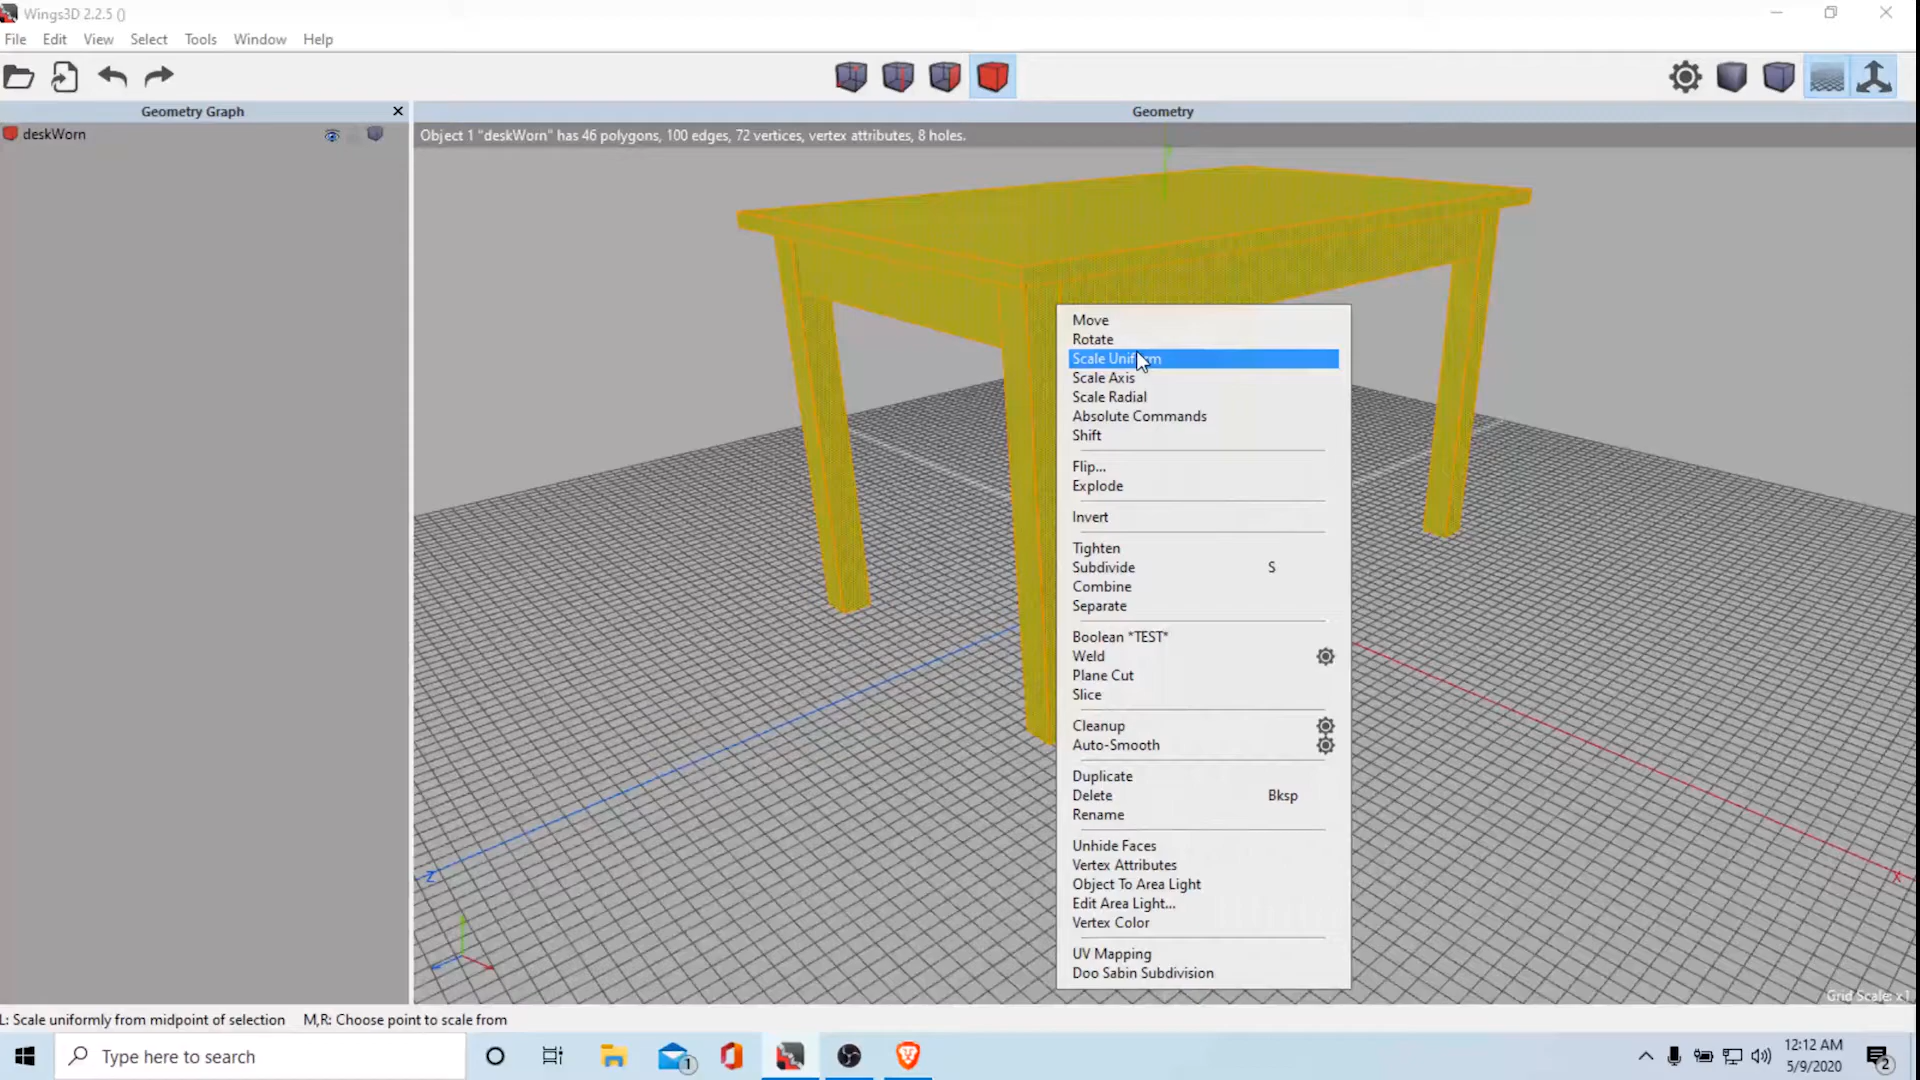 Wings3D 2.2.5 ()
File Edit View Select Tools Window Help
Geometry Graph
Geometry
deskWorn
Object 1 "deskWorn" has 46 polygons, 100 edges, 72 vertices, vertex attributes, 8 holes.
Move
Rotate
Scale Uniform
Scale Axis
Scale Radial
Absolute Commands
Shift
Flip...
Explode
Invert
Tighten
Subdivide S
Combine
Separate
Boolean *TEST*
Weld
Plane Cut
Slice
Cleanup
Auto-Smooth
Duplicate
Delete Bksp
Rename
Unhide Faces
Vertex Attributes
Object To Area Light
Edit Area Light...
Vertex Color
UV Mapping
Doo Sabin Subdivision
Z
X
Grid Scale: x1
L: Scale uniformly from midpoint of selection M,R: Choose point to scale from
Type here to search
1
12:12 AM
5/9/2020
2